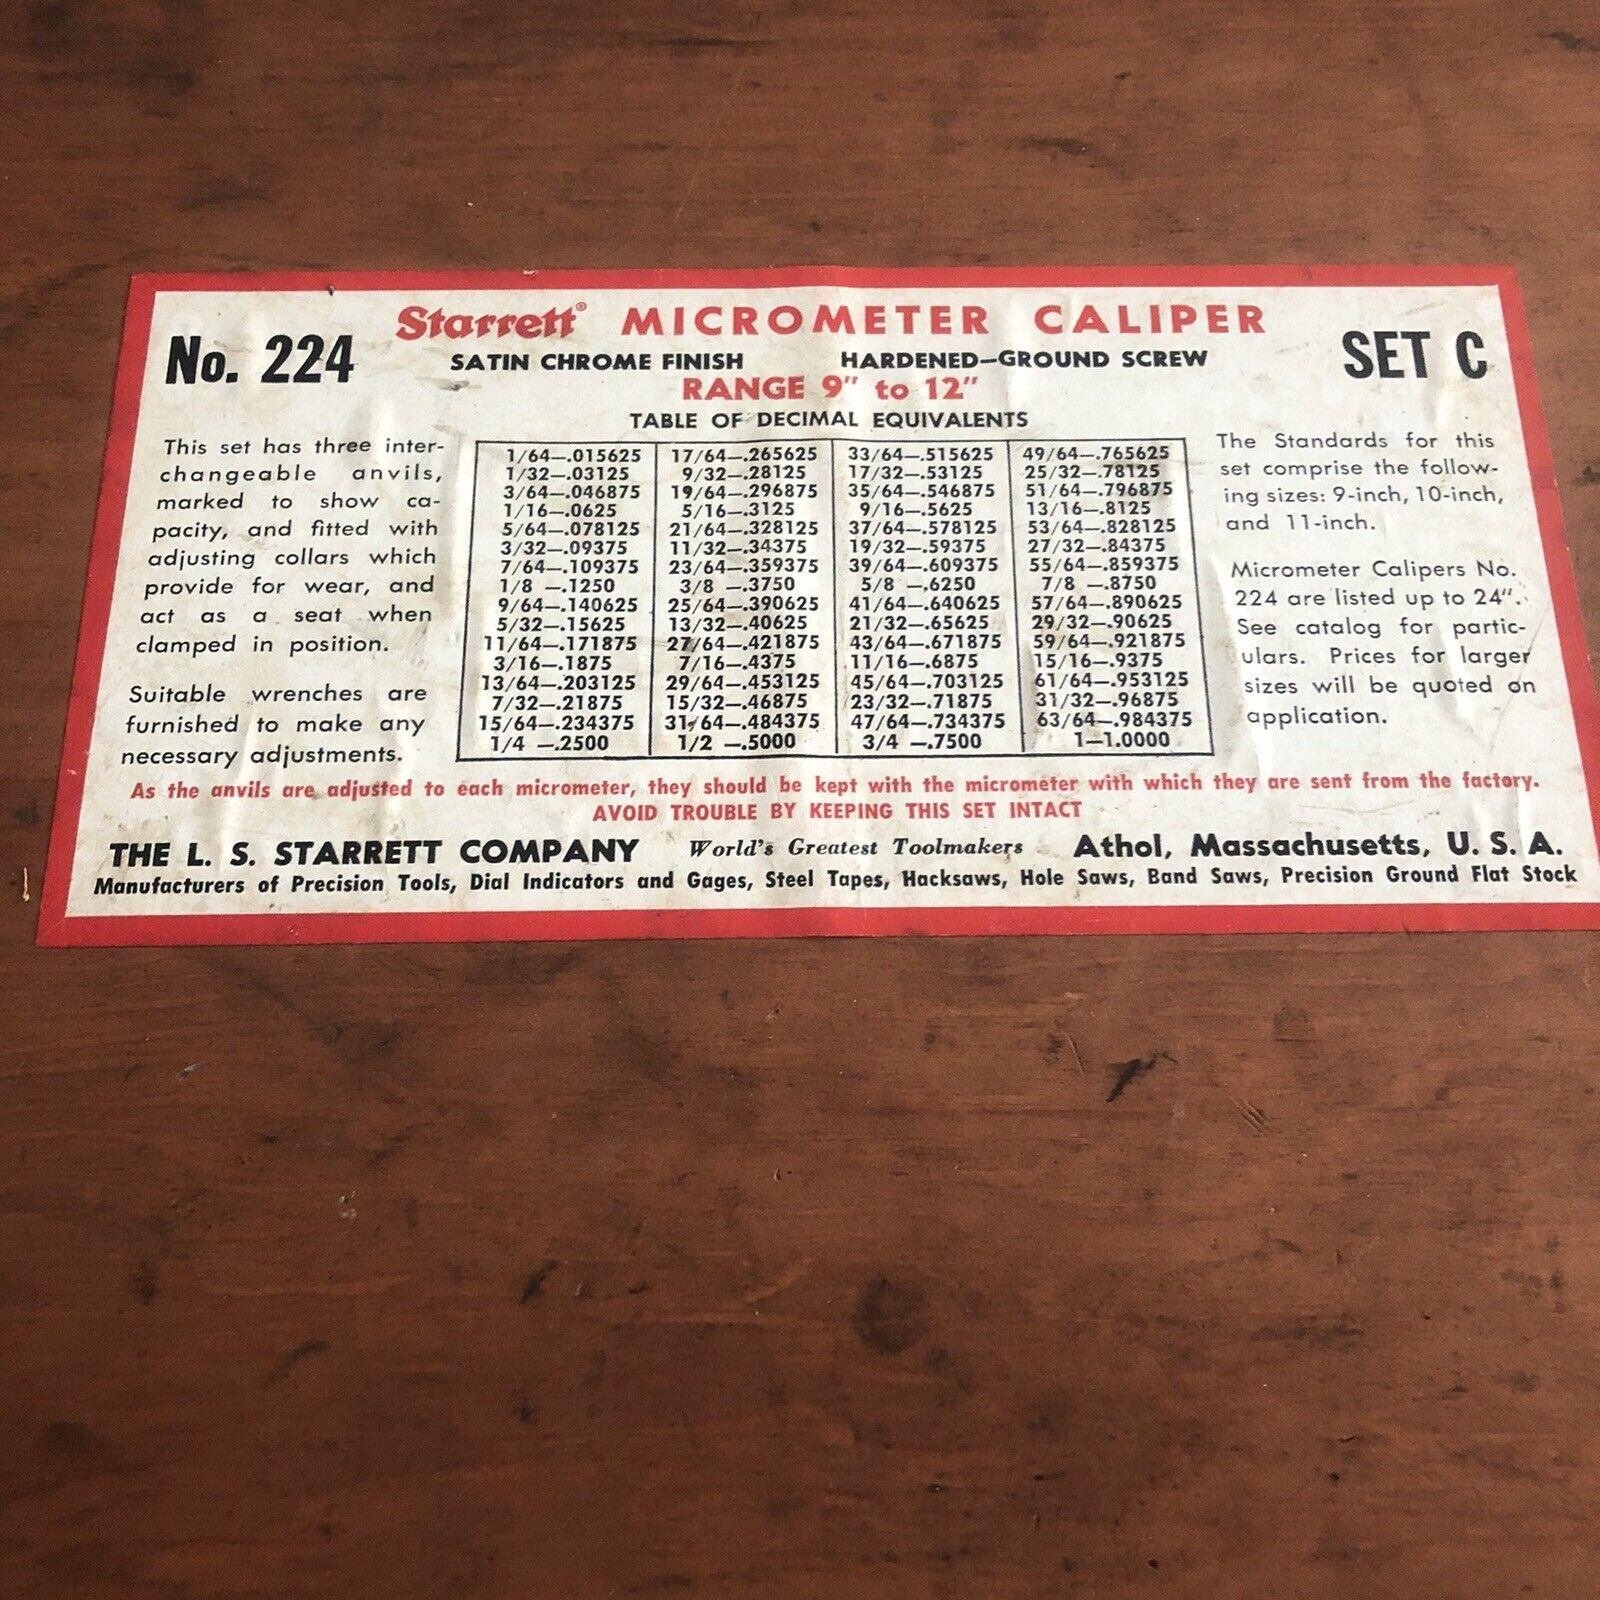 Starrett® MICROMETER CALIPER
No. 224
SATIN CHROME FINISH HARDENED—GROUND SCREW
SET C
RANGE 9" to 12"
TABLE OF DECIMAL EQUIVALENTS
This set has three inter-
changeable anvils,
marked to show ca-
pacity, and fitted with
adjusting collars which
provide for wear, and
act as a seat when
clamped in position.
Suitable wrenches are
furnished to make any
necessary adjustments.
1/64—.015625 17/64—.265625 33/64—.515625 49/64—.765625
1/32—.03125 9/32—.28125 17/32—.53125 25/32—.78125
3/64—.046875 19/64—.296875 35/64—.546875 51/64—.796875
1/16—.0625 5/16—.3125 9/16—.5625 13/16—.8125
5/64—.078125 21/64—.328125 37/64—.578125 53/64—.828125
3/32—.09375 11/32—.34375 19/32—.59375 27/32—.84375
7/64—.109375 23/64—.359375 39/64—.609375 55/64—.859375
1/8 —.1250 3/8 —.3750 5/8 —.6250 7/8 —.8750
9/64—.140625 25/64—.390625 41/64—.640625 57/64—.890625
5/32—.15625 13/32—.40625 21/32—.65625 29/32—.90625
11/64—.171875 27/64—.421875 43/64—.671875 59/64—.921875
3/16—.1875 7/16—.4375 11/16—.6875 15/16—.9375
13/64—.203125 29/64—.453125 45/64—.703125 61/64—.953125
7/32—.21875 15/32—.46875 23/32—.71875 31/32—.96875
15/64—.234375 31/64—.484375 47/64—.734375 63/64—.984375
1/4 —.2500 1/2 —.5000 3/4 —.7500 1—1.0000
The Standards for this
set comprise the follow-
ing sizes: 9-inch, 10-inch,
and 11-inch.
Micrometer Calipers No.
224 are listed up to 24".
See catalog for partic-
ulars. Prices for larger
sizes will be quoted on
application.
As the anvils are adjusted to each micrometer, they should be kept with the micrometer with which they are sent from the factory.
AVOID TROUBLE BY KEEPING THIS SET INTACT
THE L. S. STARRETT COMPANY World's Greatest Toolmakers Athol, Massachusetts, U. S. A.
Manufacturers of Precision Tools, Dial Indicators and Gages, Steel Tapes, Hacksaws, Hole Saws, Band Saws, Precision Ground Flat Stock